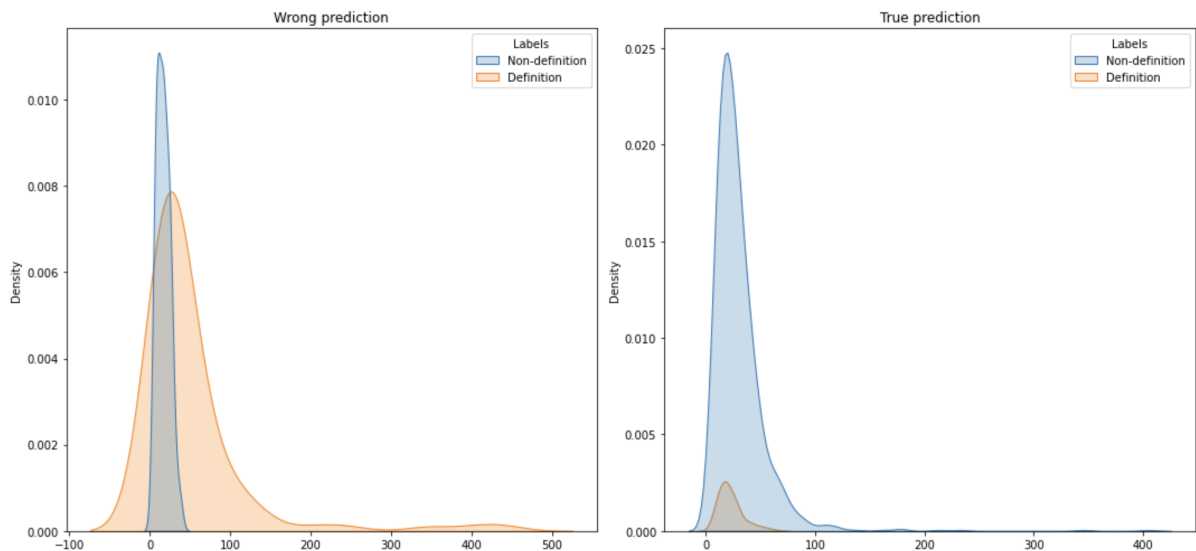 Wrong prediction
Labels
Non-definition
Definition
Density
0.010
0.008
0.006
0.004
0.002
0.000
−100 0 100 200 300 400 500
True prediction
Labels
Non-definition
Definition
Density
0.025
0.020
0.015
0.010
0.005
0.000
0 100 200 300 400